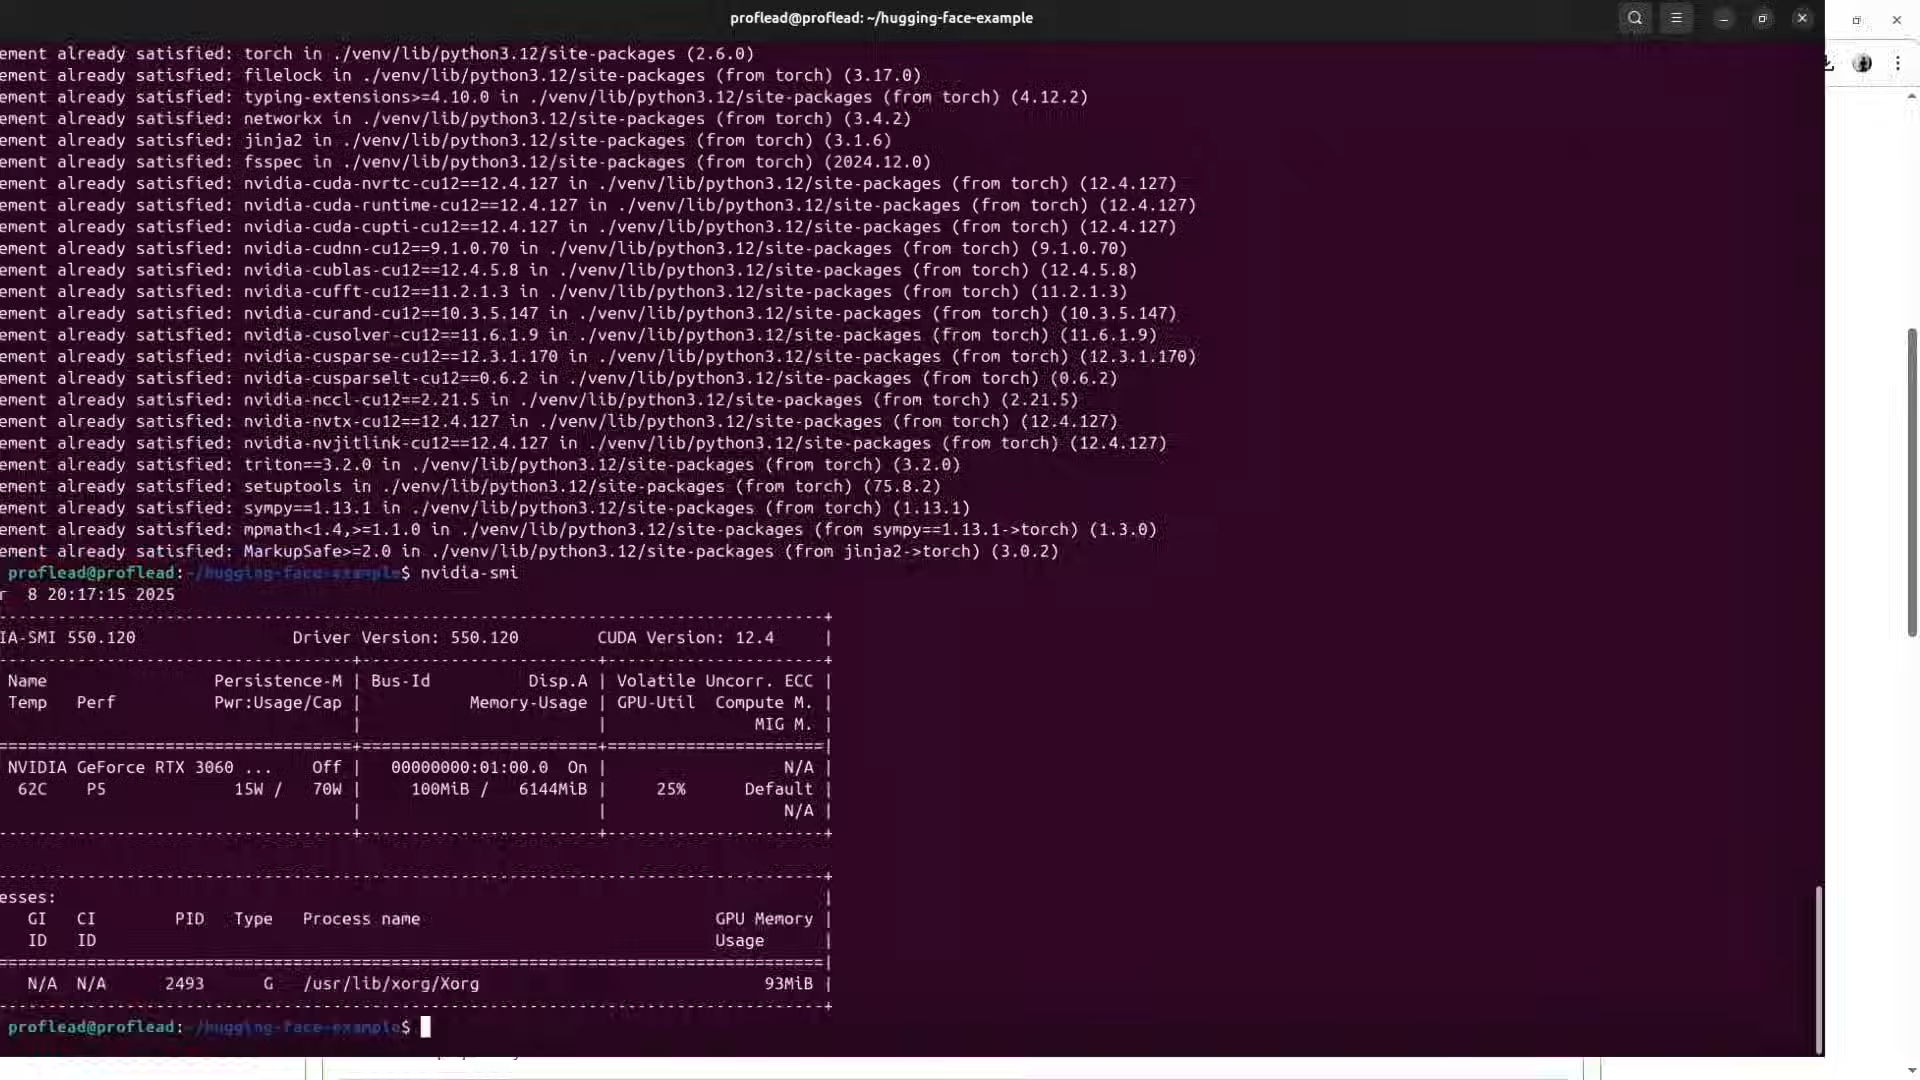 proflead@proflead: ~/hugging-face-example
ement already satisfied: torch in ./venv/lib/python3.12/site-packages (2.6.0)
ement already satisfied: filelock in ./venv/lib/python3.12/site-packages (from torch) (3.17.0)
ement already satisfied: typing-extensions>=4.10.0 in ./venv/lib/python3.12/site-packages (from torch) (4.12.2)
ement already satisfied: networkx in ./venv/lib/python3.12/site-packages (from torch) (3.4.2)
ement already satisfied: jinja2 in ./venv/lib/python3.12/site-packages (from torch) (3.1.6)
ement already satisfied: fsspec in ./venv/lib/python3.12/site-packages (from torch) (2024.12.0)
ement already satisfied: nvidia-cuda-nvrtc-cu12==12.4.127 in ./venv/lib/python3.12/site-packages (from torch) (12.4.127)
ement already satisfied: nvidia-cuda-runtime-cu12==12.4.127 in ./venv/lib/python3.12/site-packages (from torch) (12.4.127)
ement already satisfied: nvidia-cuda-cupti-cu12==12.4.127 in ./venv/lib/python3.12/site-packages (from torch) (12.4.127)
ement already satisfied: nvidia-cudnn-cu12==9.1.0.70 in ./venv/lib/python3.12/site-packages (from torch) (9.1.0.70)
ement already satisfied: nvidia-cublas-cu12==12.4.5.8 in ./venv/lib/python3.12/site-packages (from torch) (12.4.5.8)
ement already satisfied: nvidia-cufft-cu12==11.2.1.3 in ./venv/lib/python3.12/site-packages (from torch) (11.2.1.3)
ement already satisfied: nvidia-curand-cu12==10.3.5.147 in ./venv/lib/python3.12/site-packages (from torch) (10.3.5.147)
ement already satisfied: nvidia-cusolver-cu12==11.6.1.9 in ./venv/lib/python3.12/site-packages (from torch) (11.6.1.9)
ement already satisfied: nvidia-cusparse-cu12==12.3.1.170 in ./venv/lib/python3.12/site-packages (from torch) (12.3.1.170)
ement already satisfied: nvidia-cusparselt-cu12==0.6.2 in ./venv/lib/python3.12/site-packages (from torch) (0.6.2)
ement already satisfied: nvidia-nccl-cu12==2.21.5 in ./venv/lib/python3.12/site-packages (from torch) (2.21.5)
ement already satisfied: nvidia-nvtx-cu12==12.4.127 in ./venv/lib/python3.12/site-packages (from torch) (12.4.127)
ement already satisfied: nvidia-nvjitlink-cu12==12.4.127 in ./venv/lib/python3.12/site-packages (from torch) (12.4.127)
ement already satisfied: triton==3.2.0 in ./venv/lib/python3.12/site-packages (from torch) (3.2.0)
ement already satisfied: setuptools in ./venv/lib/python3.12/site-packages (from torch) (75.8.2)
ement already satisfied: sympy==1.13.1 in ./venv/lib/python3.12/site-packages (from torch) (1.13.1)
ement already satisfied: mpmath<1.4,>=1.1.0 in ./venv/lib/python3.12/site-packages (from sympy==1.13.1->torch) (1.3.0)
ement already satisfied: MarkupSafe>=2.0 in ./venv/lib/python3.12/site-packages (from jinja2->torch) (3.0.2)
proflead@proflead:~/hugging-face-example$ nvidia-smi
r  8 20:17:15 2025
IA-SMI 550.120 Driver Version: 550.120 CUDA Version: 12.4 |
Name Persistence-M | Bus-Id Disp.A | Volatile Uncorr. ECC |
Temp Perf Pwr:Usage/Cap | Memory-Usage | GPU-Util Compute M. |
| | MIG M. |
NVIDIA GeForce RTX 3060 ... Off | 00000000:01:00.0 On | N/A |
62C P5 15W / 70W | 100MiB / 6144MiB | 25% Default |
| | N/A |
esses: |
GI CI PID Type Process name GPU Memory |
ID ID Usage |
N/A N/A 2493 G /usr/lib/xorg/Xorg 93MiB |
proflead@proflead:~/hugging-face-example$